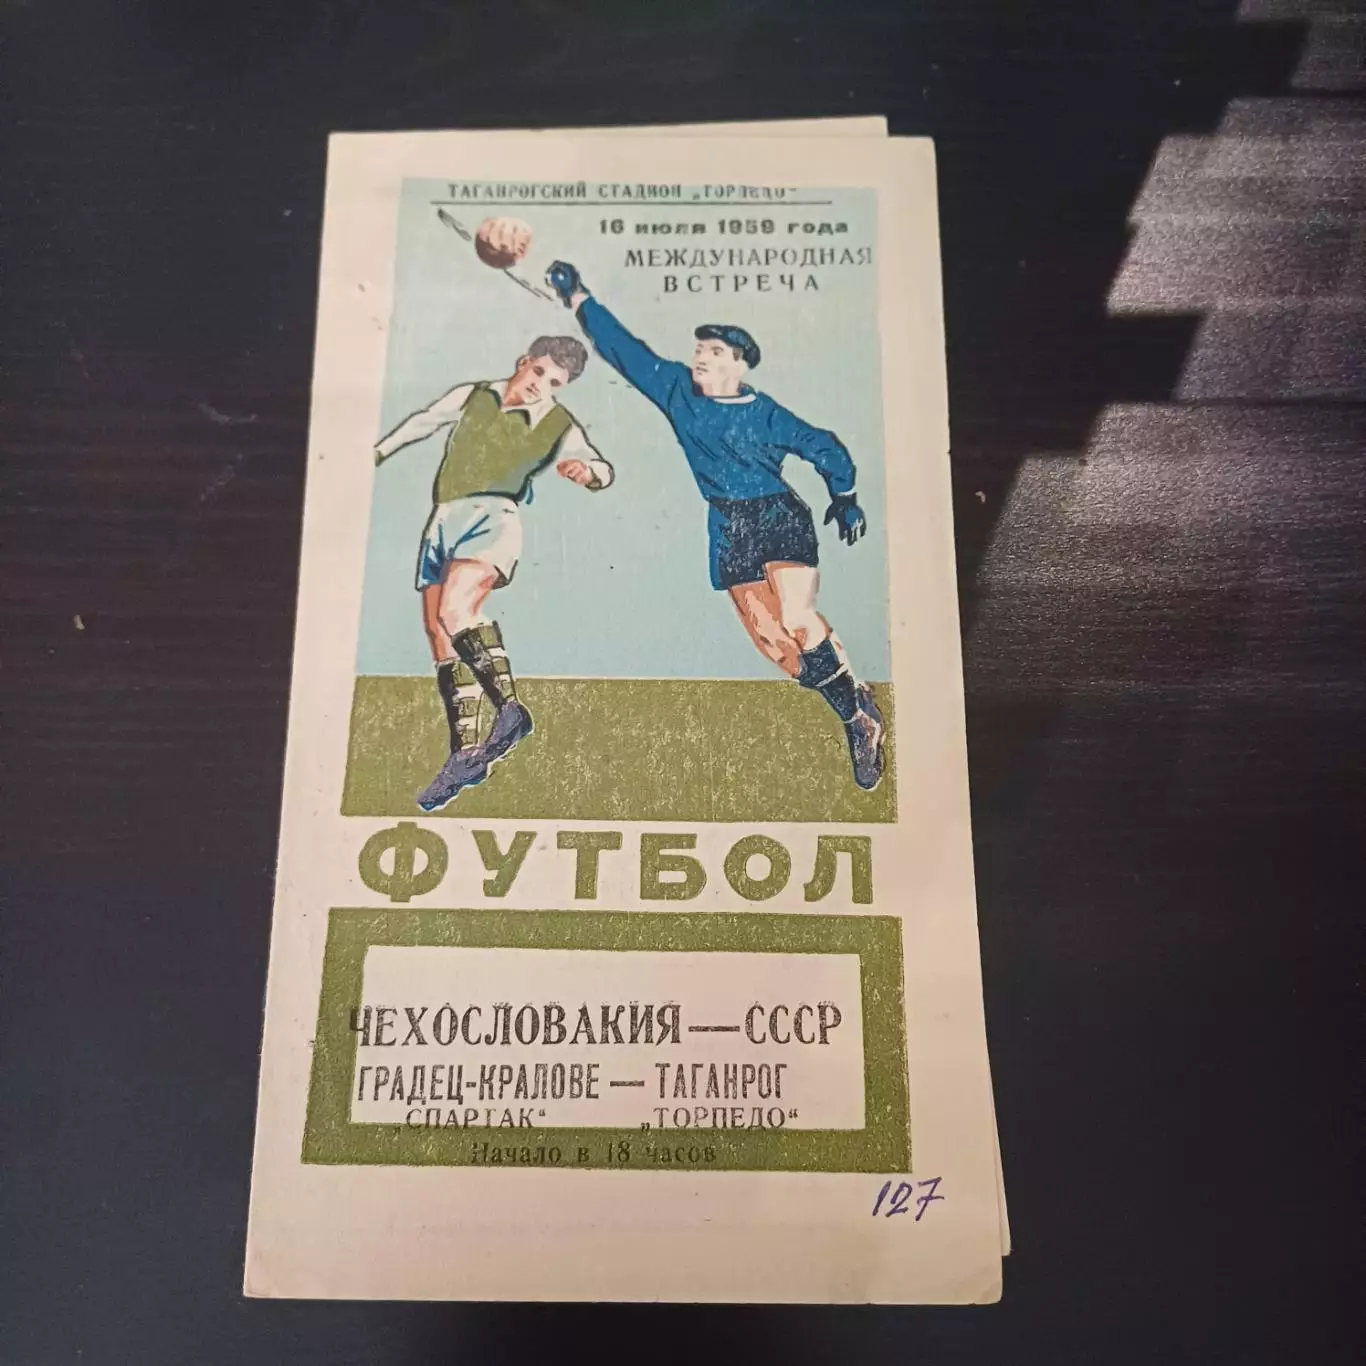 ТАГАНРОГСКИЙ СТАДИОН „ТОРПЕДО"
16 июля 1959 года
МЕЖДУНАРОДНАЯ
ВСТРЕЧА
ФУТБОЛ
ЧЕХОСЛОВАКИЯ—СССР
ГРАДЕЦ-КРАЛОВЕ — ТАГАНРОГ
„СПАРТАК" „ТОРПЕДО"
Начало в 18 часов
127